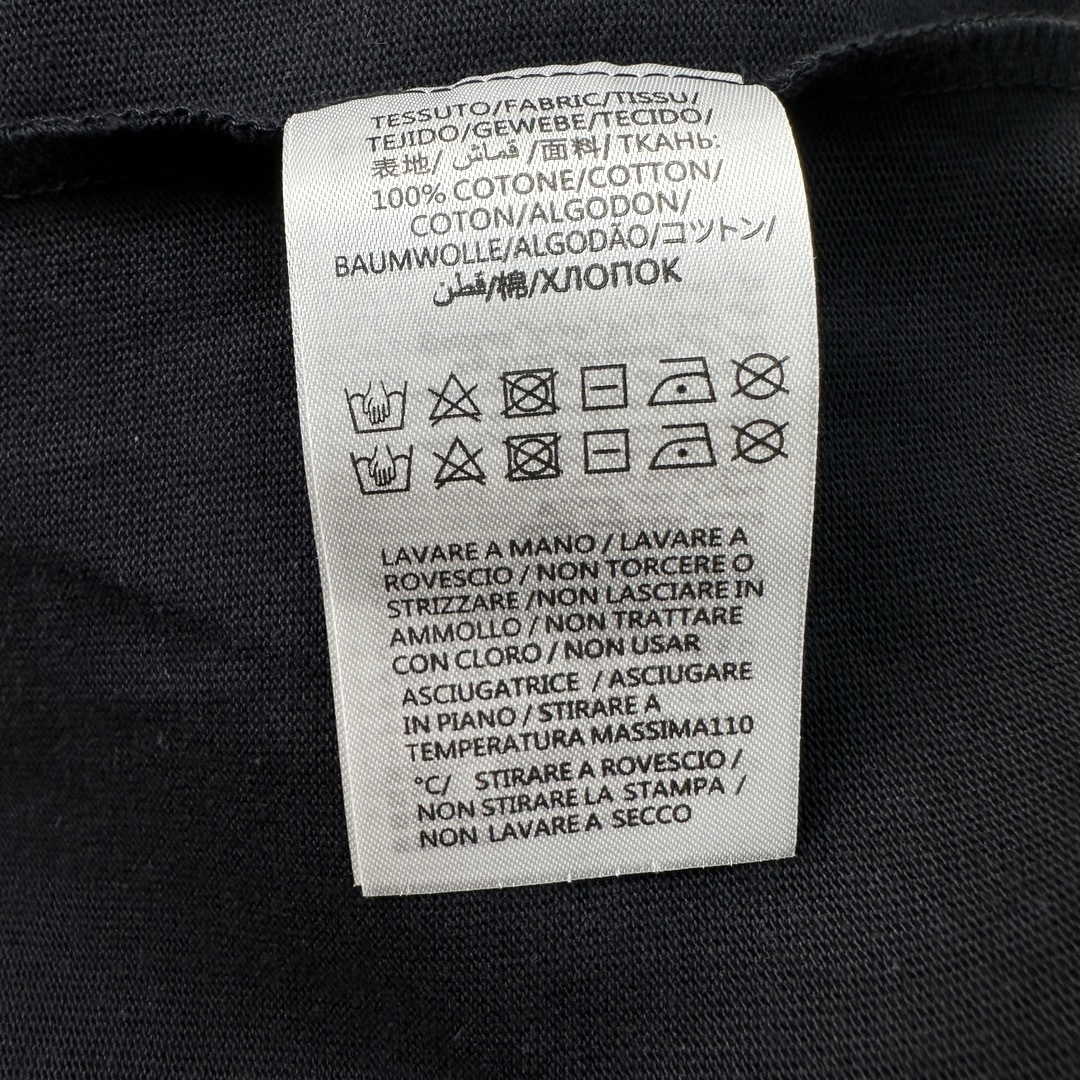 TESSUTO/FABRIC/TISSU/
TEJIDO/GEWEBE/TECIDO/
表地/ قماش /面料/ ТКАНЬ:
100% COTONE/COTTON/
COTON/ALGODON/
BAUMWOLLE/ALGODÃO/コットン/
قطن/棉/ХЛОПОК
LAVARE A MANO / LAVARE A
ROVESCIO / NON TORCERE O
STRIZZARE /NON LASCIARE IN
AMMOLLO / NON TRATTARE
CON CLORO / NON USAR
ASCIUGATRICE / ASCIUGARE
IN PIANO / STIRARE A
TEMPERATURA MASSIMA110
°C/ STIRARE A ROVESCIO /
NON STIRARE LA STAMPA /
NON LAVARE A SECCO